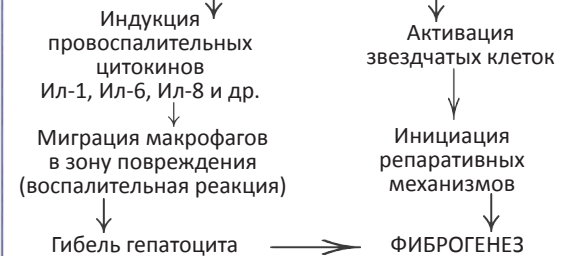 Индукция
провоспалительных
цитокинов
Ил-1, Ил-6, Ил-8 и др.
Миграция макрофагов
в зону повреждения
(воспалительная реакция)
Гибель гепатоцита
Активация
звездчатых клеток
Инициация
репаративных
механизмов
ФИБРОГЕНЕЗ